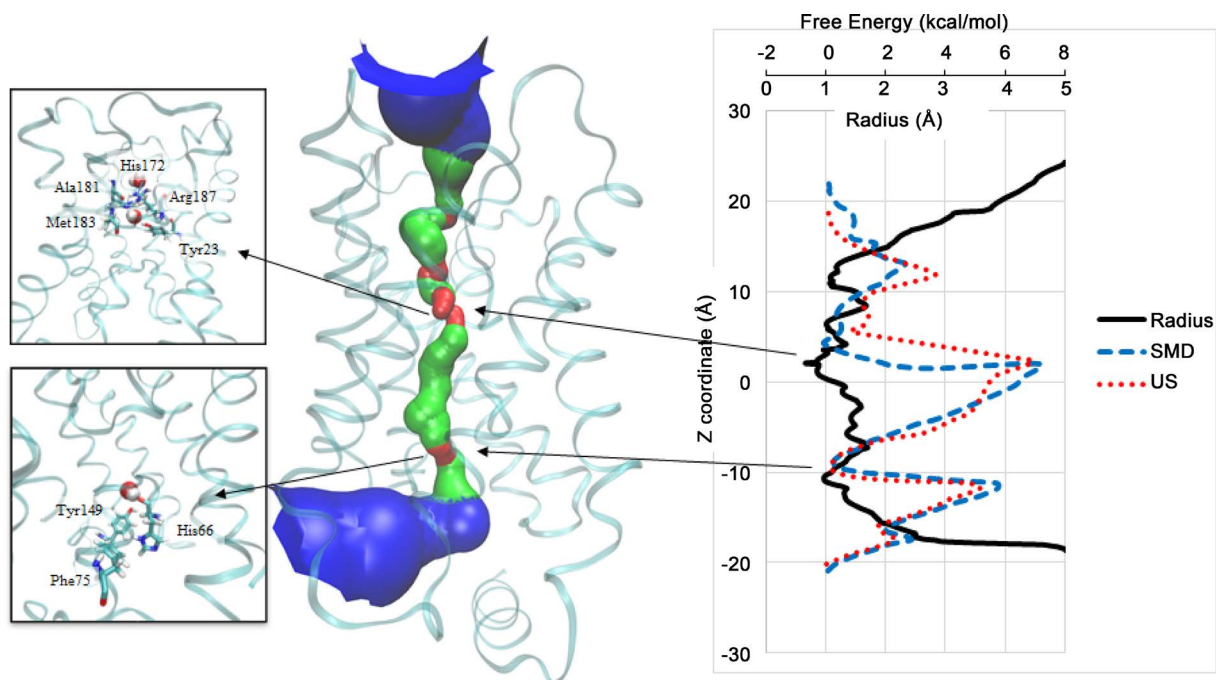 Free Energy (kcal/mol)
-2 0 2 4 6 8
0 1 2 3 4 5
Radius (Å)
30
20
10
0
-10
-20
-30
Z coordinate (Å)
Radius
SMD
US
His172
Ala181
Arg187
Met183
Tyr23
Tyr149
His66
Phe75